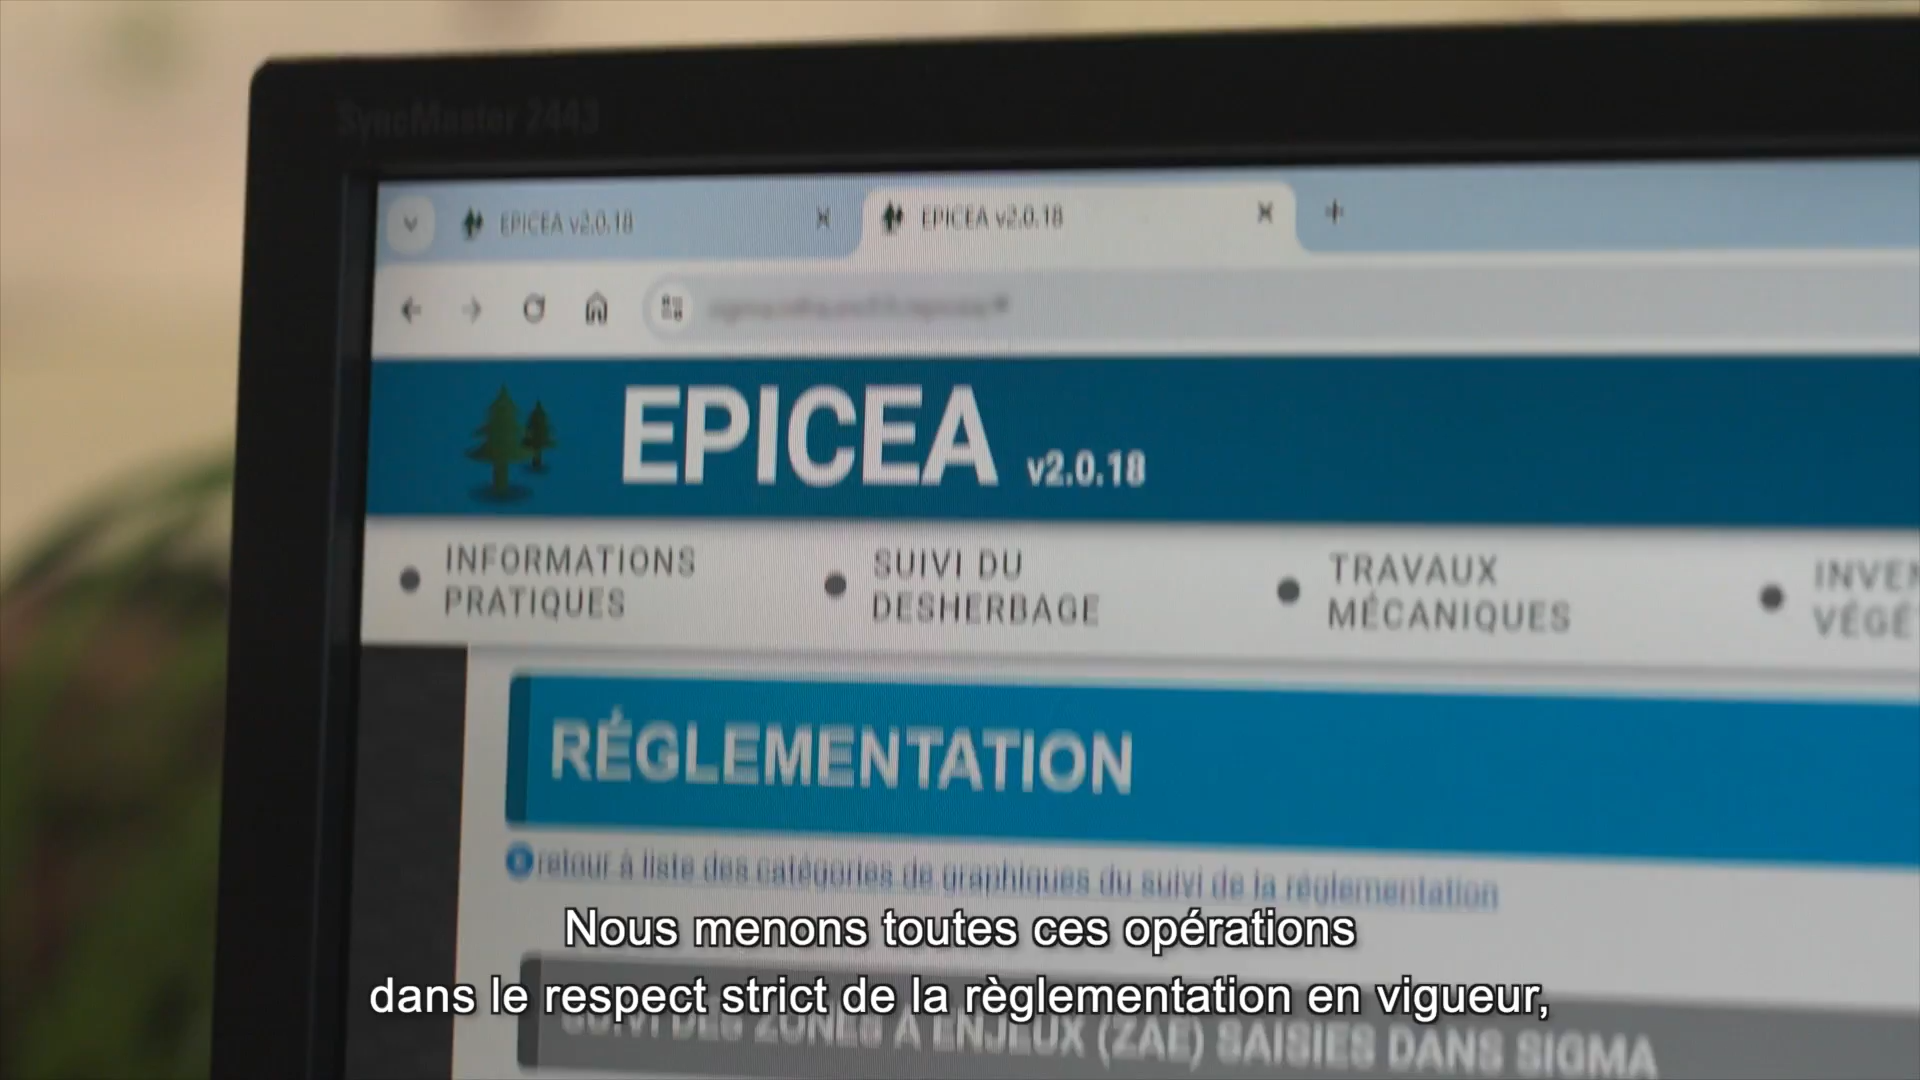 SyncMaster 2443
EPICEA v2.0.18
EPICEA v2.0.18
EPICEA v2.0.18
INFORMATIONS
PRATIQUES
SUIVI DU
DESHERBAGE
TRAVAUX
MÉCANIQUES
INVEN
VÉGÉ
RÉGLEMENTATION
retour à liste des catégories de graphiques du suivi de la réglementation
Nous menons toutes ces opérations
dans le respect strict de la règlementation en vigueur,
SUIVI DES ZONES À ENJEUX (ZAE) SAISIES DANS SIGMA